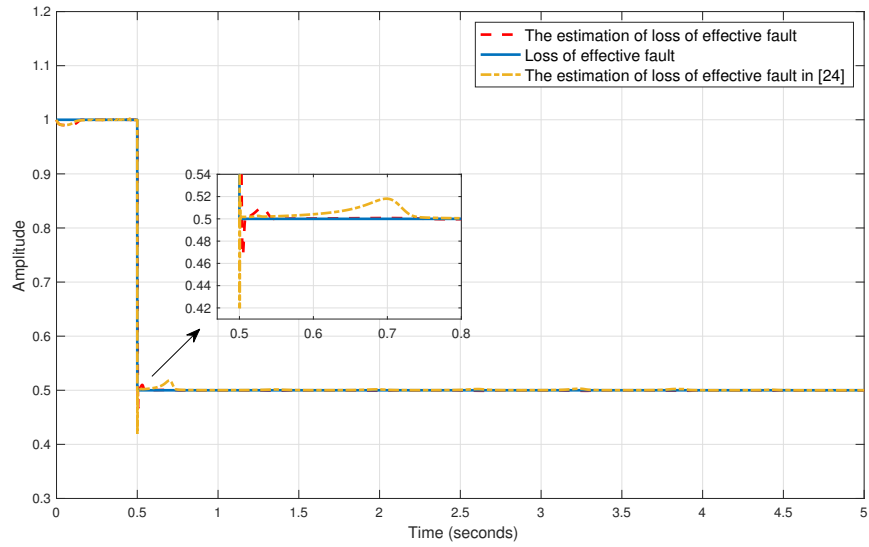 1.2
1.1
1
0.9
0.8
0.7
0.6
0.5
0.4
0.3
Amplitude
The estimation of loss of effective fault
Loss of effective fault
The estimation of loss of effective fault in [24]
0.54
0.52
0.5
0.48
0.46
0.44
0.42
0.5 0.6 0.7 0.8
0 0.5 1 1.5 2 2.5 3 3.5 4 4.5 5
Time (seconds)